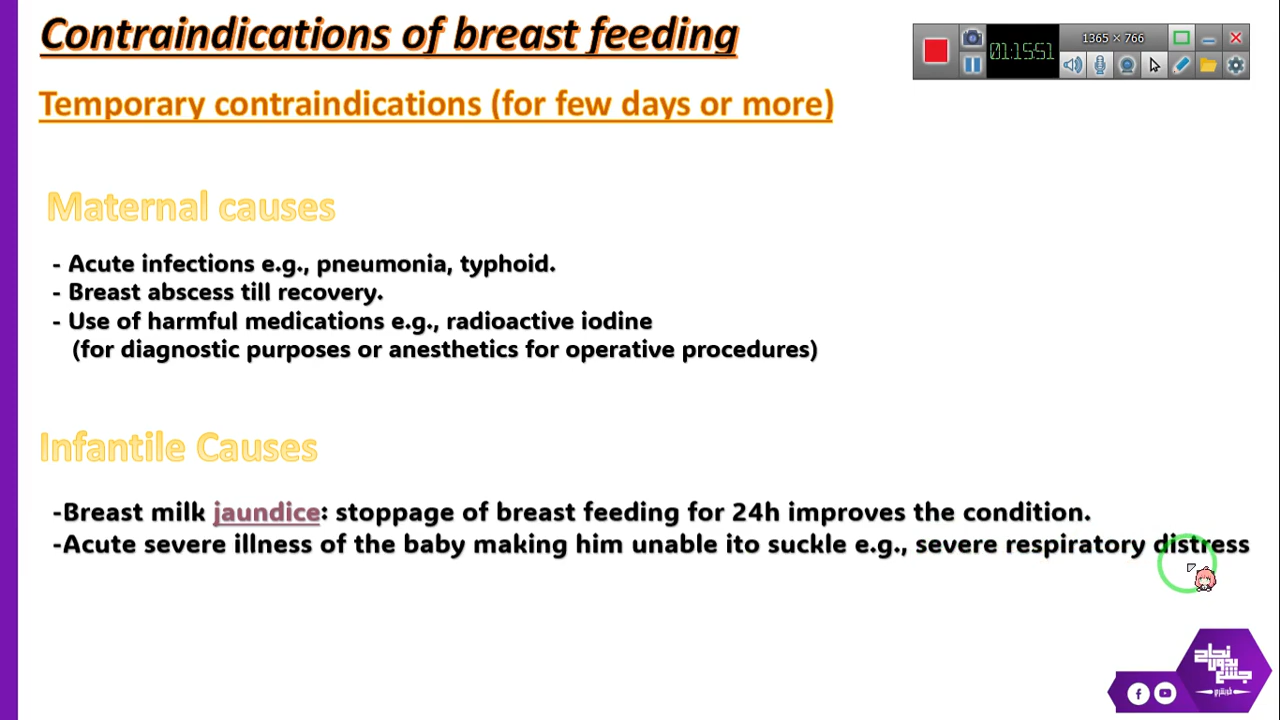 Contraindications of breast feeding
01:15:51
1365 × 766
Temporary contraindications (for few days or more)
Maternal causes
- Acute infections e.g., pneumonia, typhoid.
- Breast abscess till recovery.
- Use of harmful medications e.g., radioactive iodine
(for diagnostic purposes or anesthetics for operative procedures)
Infantile Causes
-Breast milk jaundice: stoppage of breast feeding for 24h improves the condition.
-Acute severe illness of the baby making him unable ito suckle e.g., severe respiratory distress
نجاح
بدون
جشع